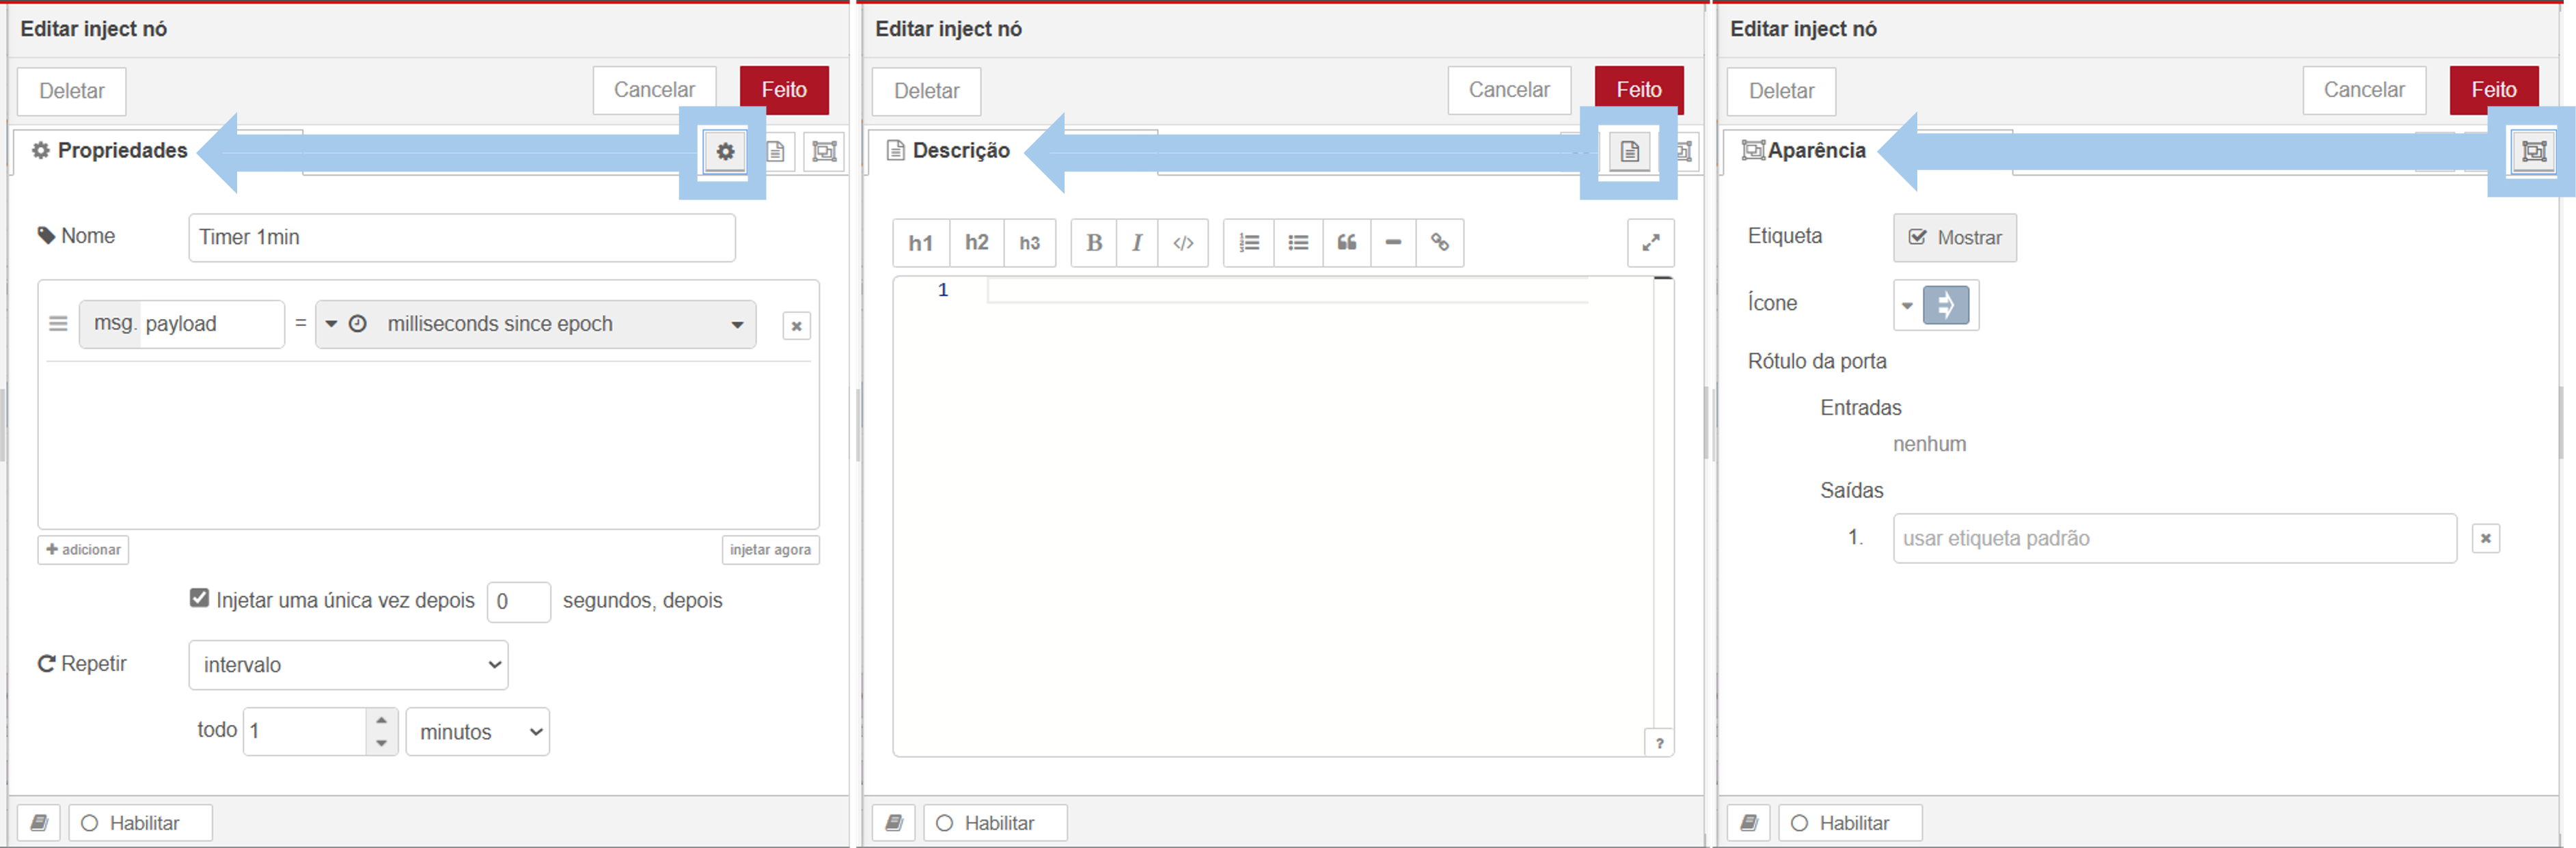 Editar inject nó
Deletar
Cancelar
Feito
Propriedades
Nome
Timer 1min
msg. payload = milliseconds since epoch
adicionar
injetar agora
Injetar uma única vez depois 0 segundos, depois
Repetir
intervalo
todo 1 minutos
Habilitar
Editar inject nó
Deletar
Cancelar
Feito
Descrição
h1 h2 h3 B I </>
1
?
Habilitar
Editar inject nó
Deletar
Cancelar
Feito
Aparência
Etiqueta
Mostrar
Ícone
Rótulo da porta
Entradas
nenhum
Saídas
1. usar etiqueta padrão
Habilitar